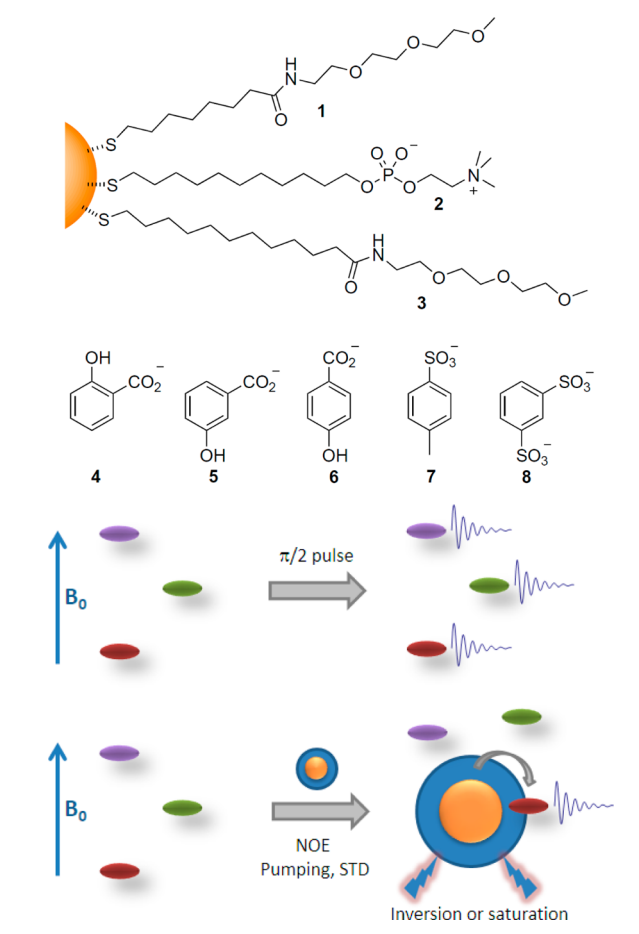 O
O
O
H
N
O
1
S
O
O⁻
P
O
O
N
+
2
S
S
H
N
O
O
O
O
3
OH
CO₂⁻
4
CO₂⁻
OH
5
CO₂⁻
OH
6
SO₃⁻
7
SO₃⁻
SO₃⁻
8
B₀
π/2 pulse
B₀
NOE
Pumping, STD
Inversion or saturation